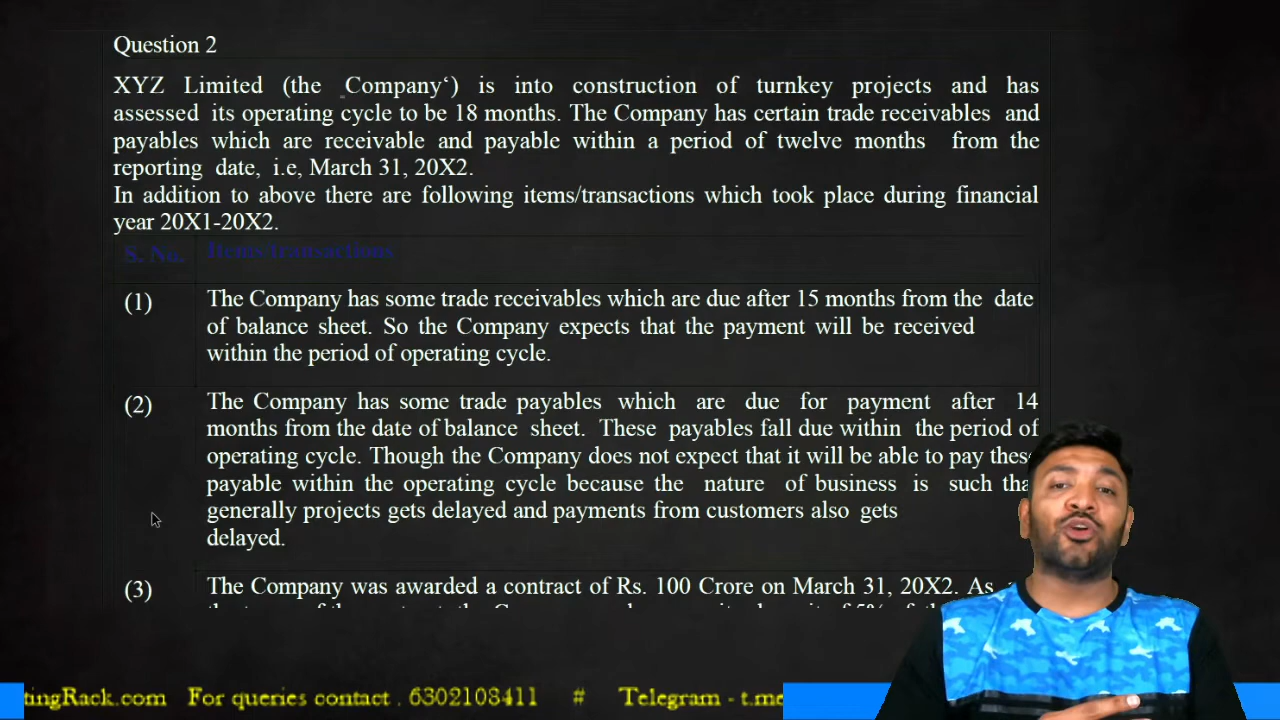 Question 2
XYZ Limited (the Company‘) is into construction of turnkey projects and has
assessed its operating cycle to be 18 months. The Company has certain trade receivables and
payables which are receivable and payable within a period of twelve months from the
reporting date, i.e, March 31, 20X2.
In addition to above there are following items/transactions which took place during financial
year 20X1-20X2.
S. No. Items/transactions
(1) The Company has some trade receivables which are due after 15 months from the date
of balance sheet. So the Company expects that the payment will be received
within the period of operating cycle.
(2) The Company has some trade payables which are due for payment after 14
months from the date of balance sheet. These payables fall due within the period of
operating cycle. Though the Company does not expect that it will be able to pay these
payable within the operating cycle because the nature of business is such that
generally projects gets delayed and payments from customers also gets
delayed.
(3) The Company was awarded a contract of Rs. 100 Crore on March 31, 20X2. As
tingRack.com For queries contact . 6302108411 # Telegram - t.me